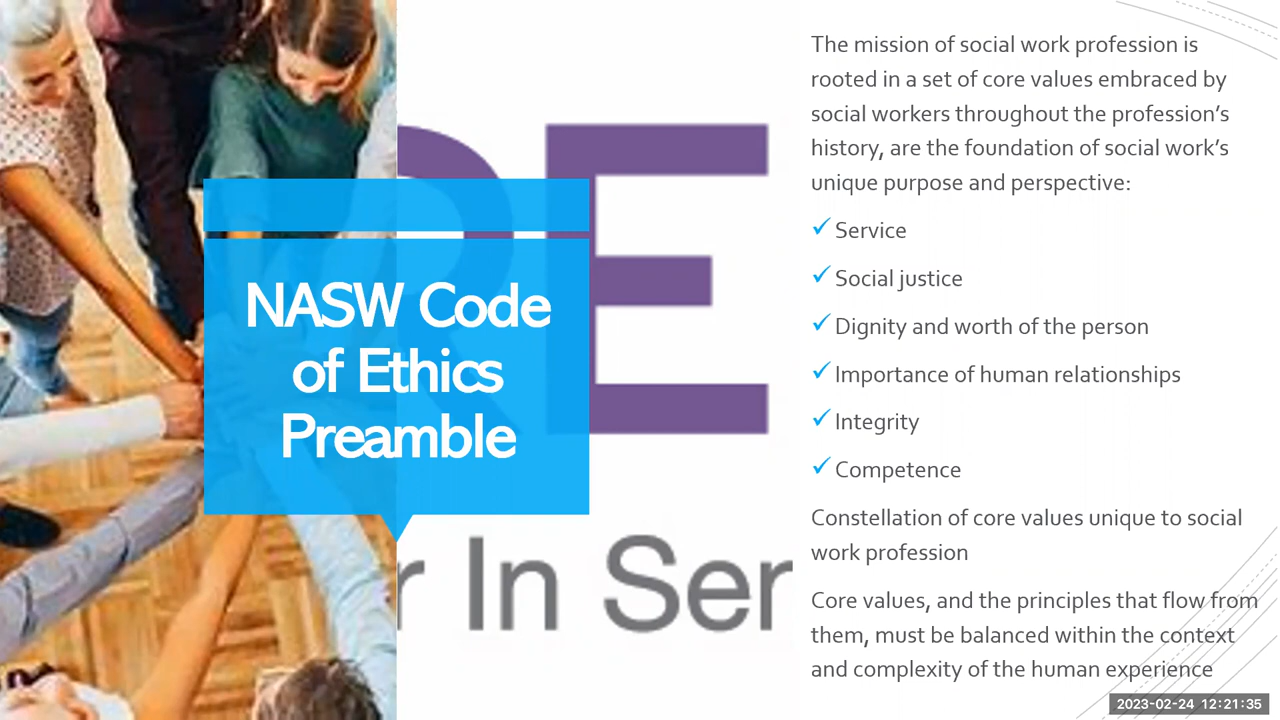 NASW Code
of Ethics
Preamble
RE
r In Ser
The mission of social work profession is
rooted in a set of core values embraced by
social workers throughout the profession’s
history, are the foundation of social work’s
unique purpose and perspective:
Service
Social justice
Dignity and worth of the person
Importance of human relationships
Integrity
Competence
Constellation of core values unique to social
work profession
Core values, and the principles that flow from
them, must be balanced within the context
and complexity of the human experience
2023-02-24 12:21:35